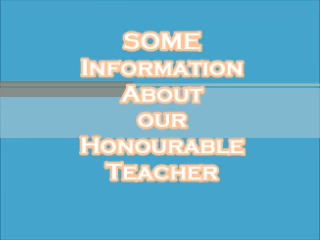 SOME
Information
About
our
Honourable
Teacher